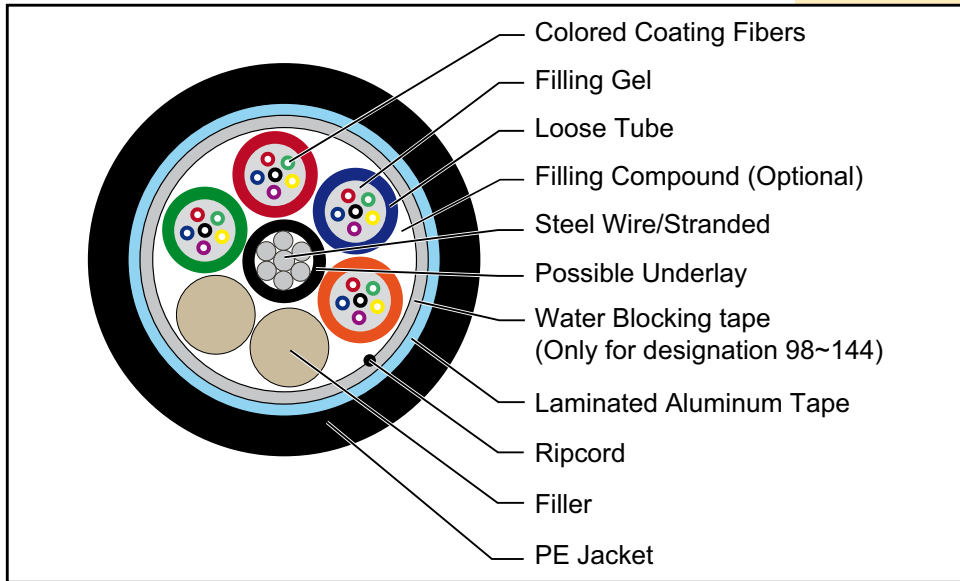 Colored Coating Fibers
Filling Gel
Loose Tube
Filling Compound (Optional)
Steel Wire/Stranded
Possible Underlay
Water Blocking tape
(Only for designation 98~144)
Laminated Aluminum Tape
Ripcord
Filler
PE Jacket